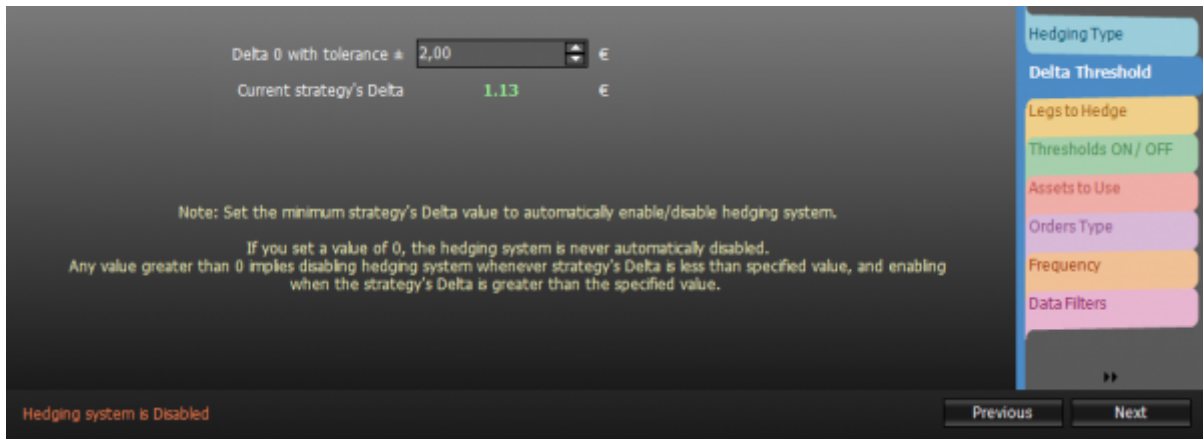 Delta 0 with tolerance ± 2,00 €
Current strategy's Delta 1.13 €
Note: Set the minimum strategy's Delta value to automatically enable/disable hedging system.
If you set a value of 0, the hedging system is never automatically disabled.
Any value greater than 0 implies disabling hedging system whenever strategy's Delta is less than specified value, and enabling
when the strategy's Delta is greater than the specified value.
Hedging Type
Delta Threshold
Legs to Hedge
Thresholds ON / OFF
Assets to Use
Orders Type
Frequency
Data Filters
Hedging system is Disabled
Previous
Next